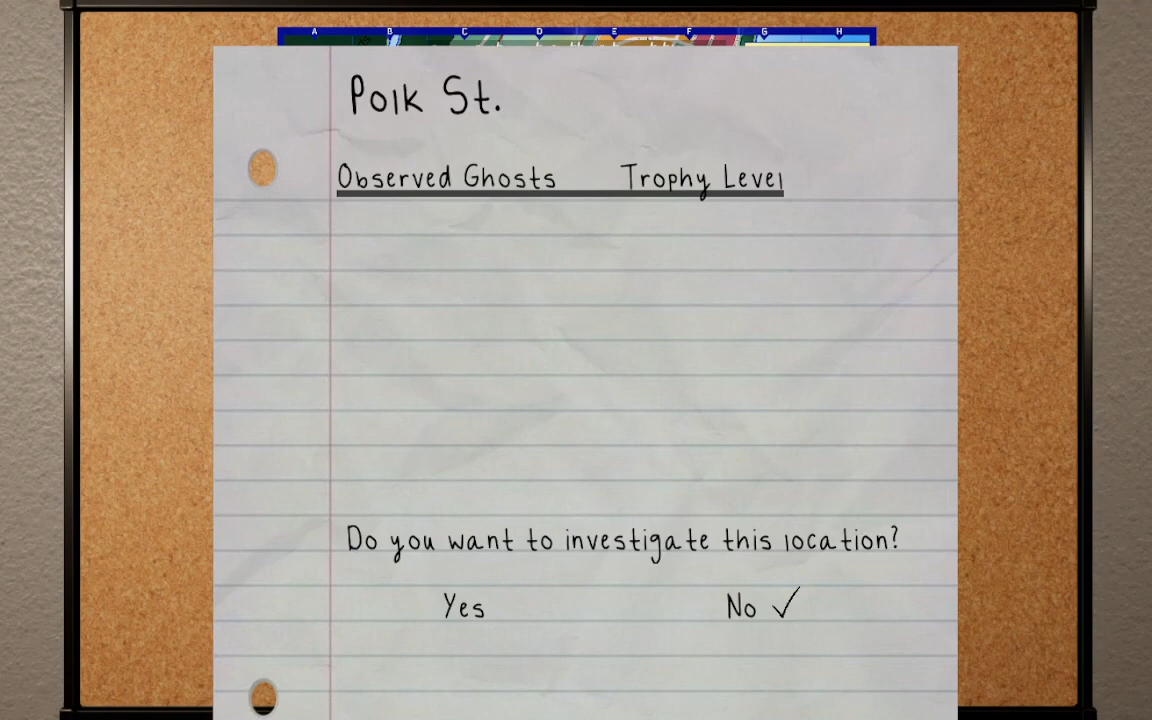 A B C D E F G H
Polk St.
Observed Ghosts Trophy Level
Do you want to investigate this location?
Yes No ✓